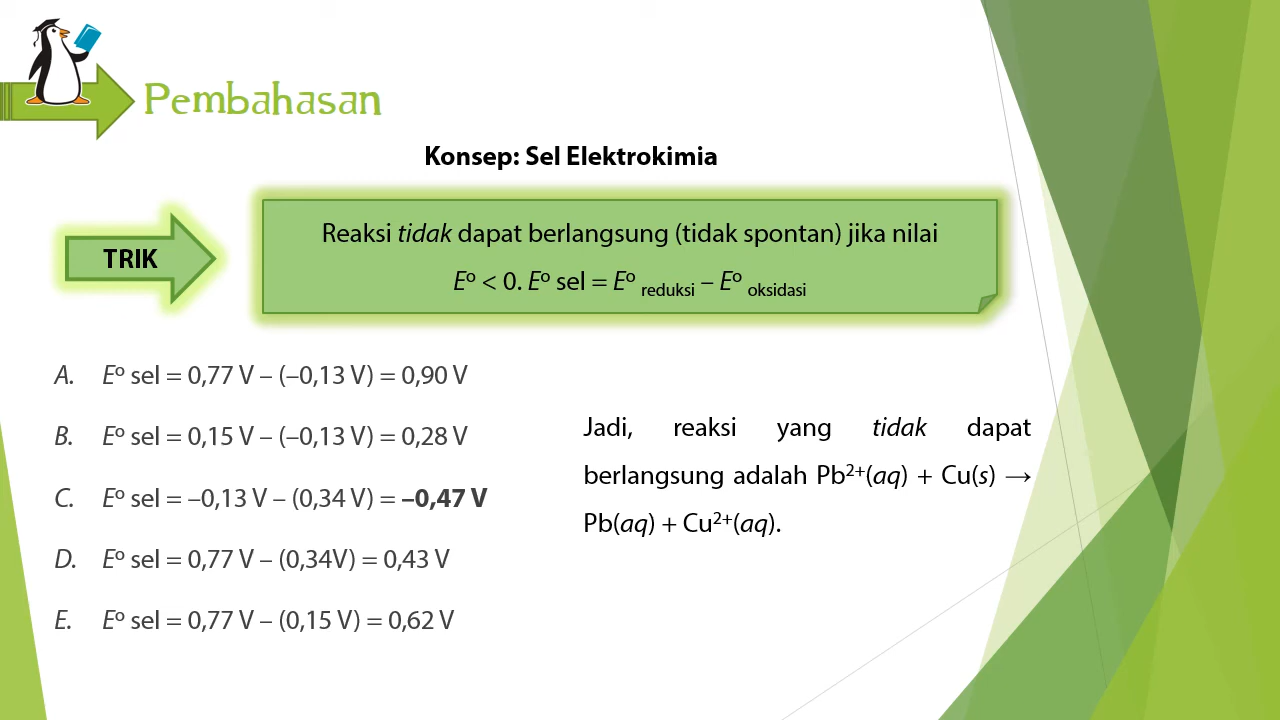 Pembahasan
Konsep: Sel Elektrokimia
TRIK
Reaksi tidak dapat berlangsung (tidak spontan) jika nilai
Eº < 0. Eº sel = Eº reduksi – Eº oksidasi
A. Eº sel = 0,77 V – (–0,13 V) = 0,90 V
B. Eº sel = 0,15 V – (–0,13 V) = 0,28 V
C. Eº sel = –0,13 V – (0,34 V) = –0,47 V
D. Eº sel = 0,77 V – (0,34V) = 0,43 V
E. Eº sel = 0,77 V – (0,15 V) = 0,62 V
Jadi, reaksi yang tidak dapat
berlangsung adalah Pb²⁺(aq) + Cu(s) →
Pb(aq) + Cu²⁺(aq).